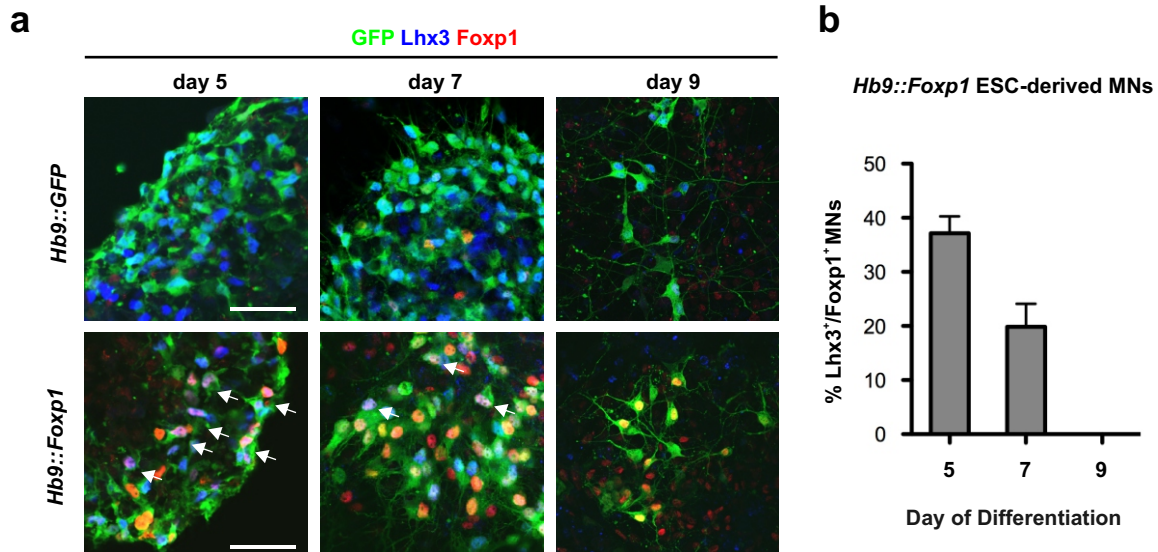 a
GFP Lhx3 Foxp1
day 5 day 7 day 9
Hb9::GFP
Hb9::Foxp1
b
Hb9::Foxp1 ESC-derived MNs
% Lhx3+/Foxp1+ MNs
50
40
30
20
10
0
5 7 9
Day of Differentiation